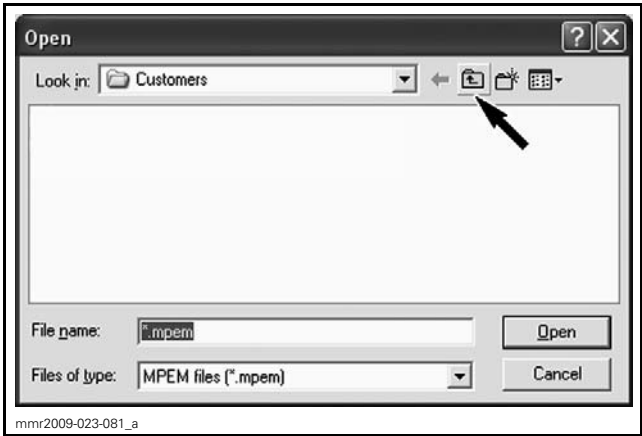 Open
Look in: Customers
File name: *.mpem Open
Files of type: MPEM files (*.mpem) Cancel
mmr2009-023-081_a